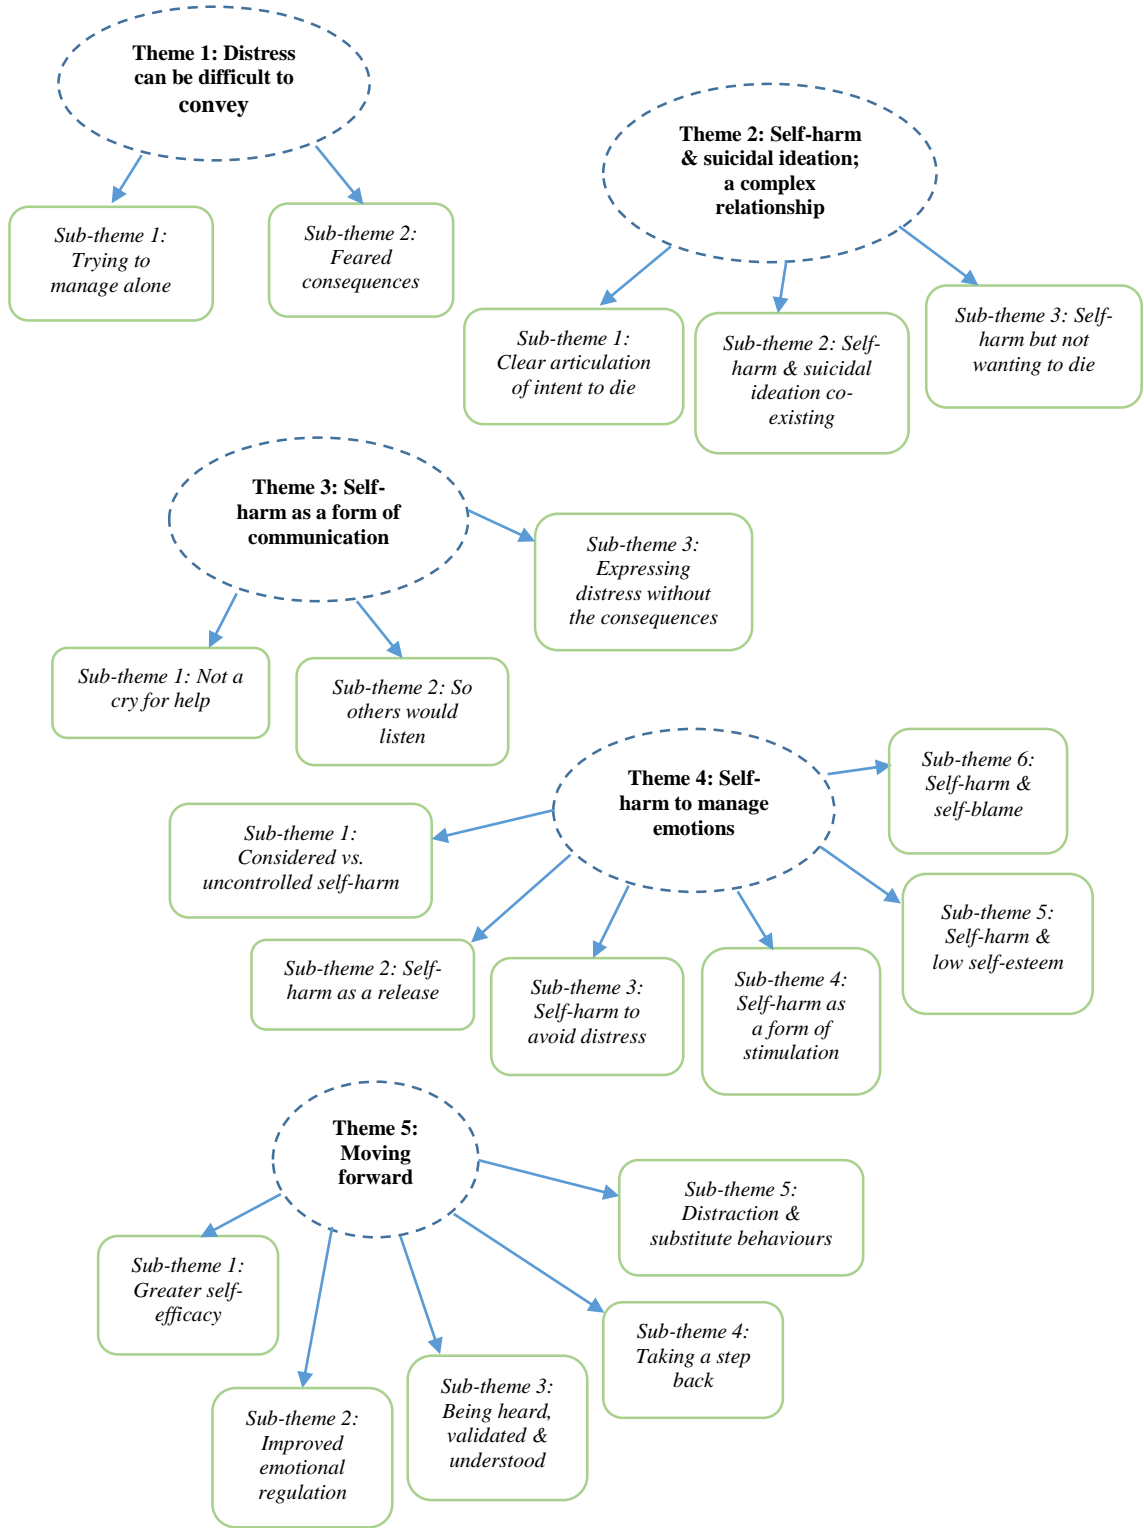 Theme 1: Distress
can be difficult to
convey
Sub-theme 1:
Trying to
manage alone
Sub-theme 2:
Feared
consequences
Theme 2: Self-harm
& suicidal ideation;
a complex
relationship
Sub-theme 1:
Clear articulation
of intent to die
Sub-theme 2: Self-
harm & suicidal
ideation co-
existing
Sub-theme 3: Self-
harm but not
wanting to die
Theme 3: Self-
harm as a form of
communication
Sub-theme 3:
Expressing
distress without
the consequences
Sub-theme 1: Not a
cry for help
Sub-theme 2: So
others would
listen
Theme 4: Self-
harm to manage
emotions
Sub-theme 6:
Self-harm &
self-blame
Sub-theme 1:
Considered vs.
uncontrolled self-harm
Sub-theme 5:
Self-harm &
low self-esteem
Sub-theme 2: Self-
harm as a release
Sub-theme 3:
Self-harm to
avoid distress
Sub-theme 4:
Self-harm as
a form of
stimulation
Theme 5:
Moving
forward
Sub-theme 5:
Distraction &
substitute behaviours
Sub-theme 1:
Greater self-
efficacy
Sub-theme 4:
Taking a step
back
Sub-theme 3:
Being heard,
validated &
understood
Sub-theme 2:
Improved
emotional
regulation